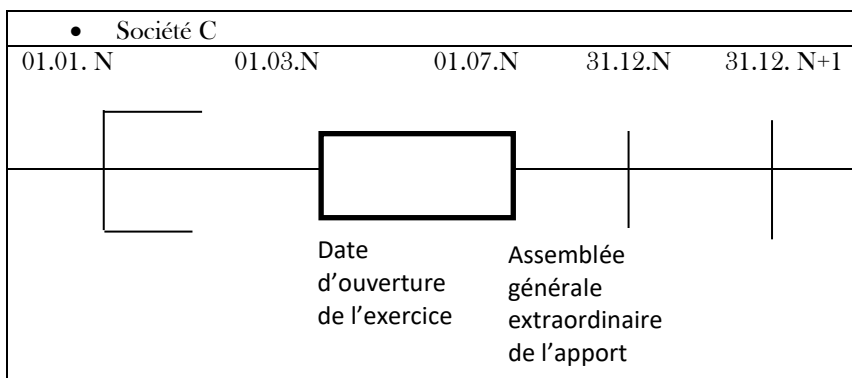 • Société C
01.01. N 01.03.N 01.07.N 31.12.N 31.12. N+1
Date
d'ouverture
de l'exercice
Assemblée
générale
extraordinaire
de l'apport